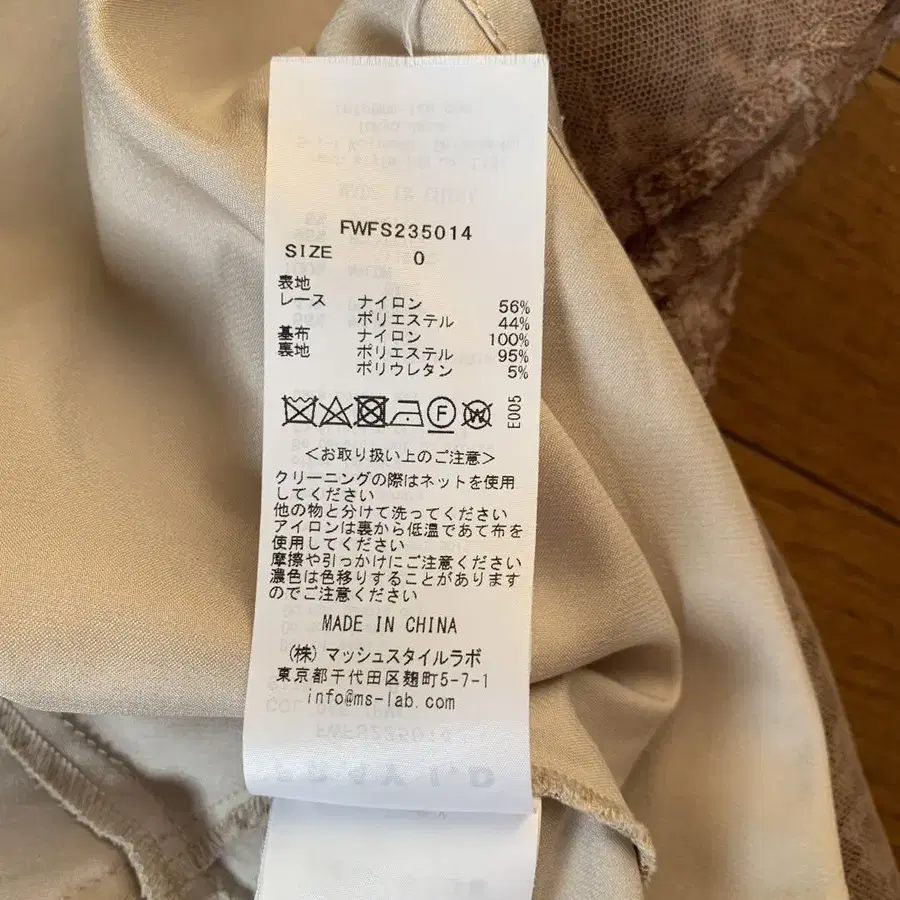 FWFS235014
SIZE 0
表地
レース ナイロン 56%
ポリエステル 44%
基布 ナイロン 100%
裏地 ポリエステル 95%
ポリウレタン 5%
F W E005
<お取り扱い上のご注意>
クリーニングの際はネットを使用
してください
他の物と分けて洗ってください
アイロンは裏から低温であて布を
使用してください
摩擦や引っかけにご注意ください
濃色は色移りすることがあります
のでご注意ください
MADE IN CHINA
(株)マッシュスタイルラボ
東京都千代田区麹町5-7-1
info@ms-lab.com